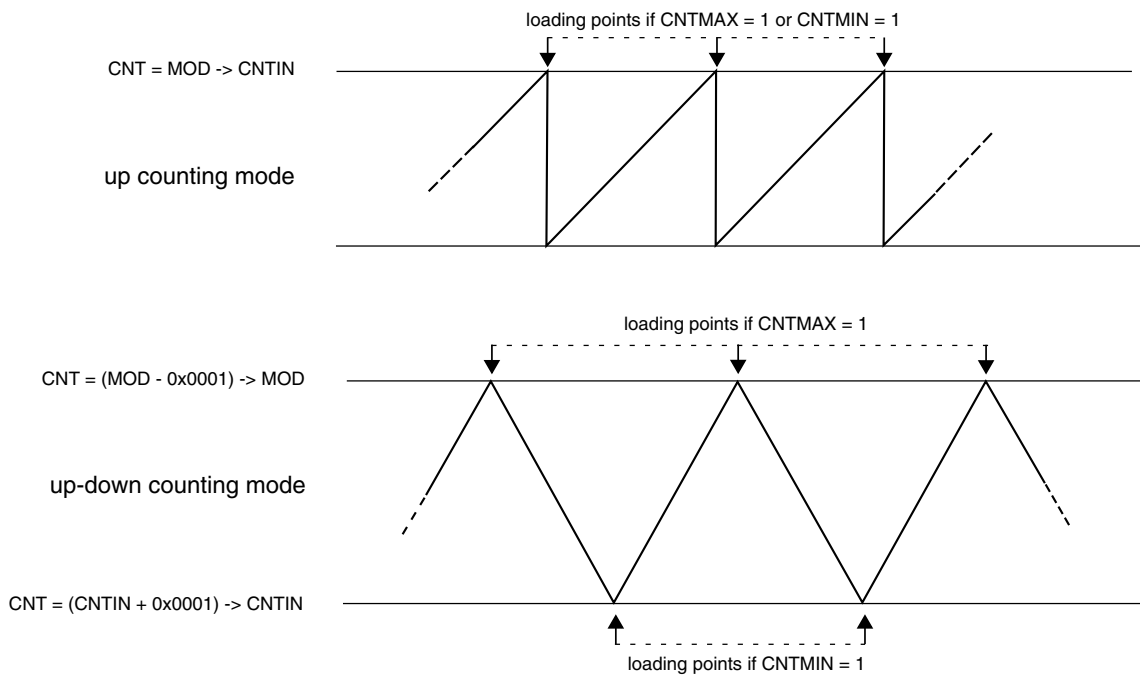 loading points if CNTMAX = 1 or CNTMIN = 1
CNT = MOD -> CNTIN
up counting mode
loading points if CNTMAX = 1
CNT = (MOD - 0x0001) -> MOD
up-down counting mode
CNT = (CNTIN + 0x0001) -> CNTIN
loading points if CNTMIN = 1